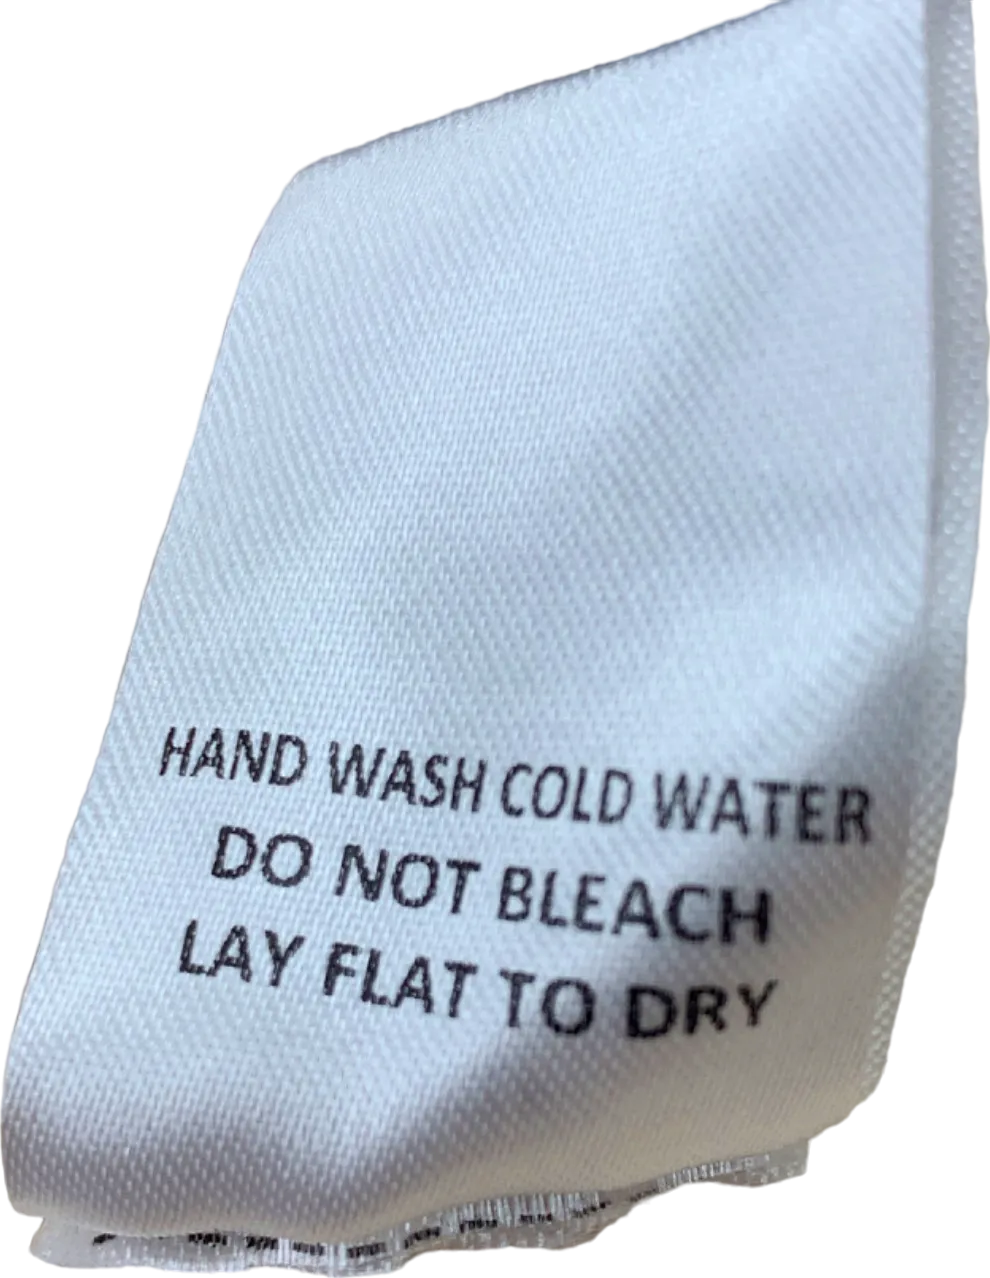 HAND WASH COLD WATER
DO NOT BLEACH
LAY FLAT TO DRY